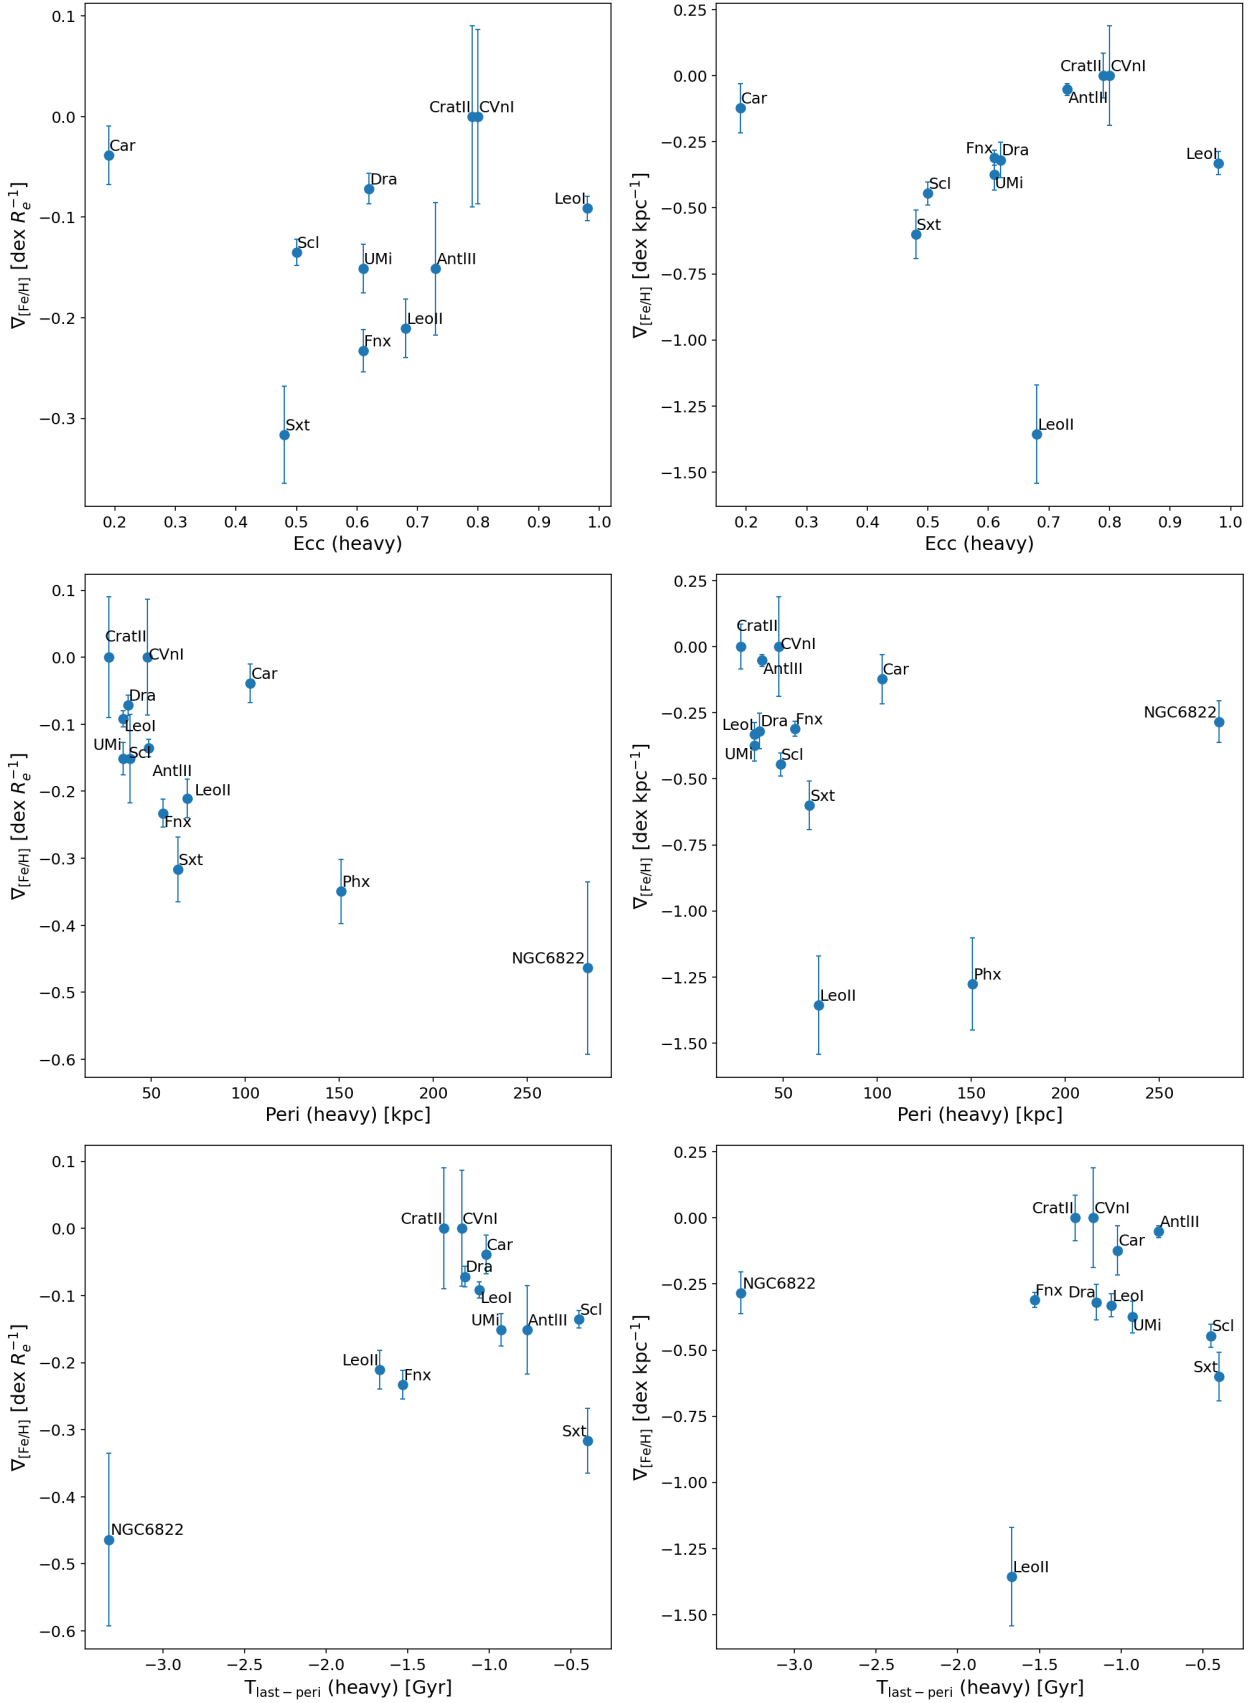 0.1
0.0
−0.1
−0.2
−0.3
∇[Fe/H] [dex Re−1]
Car
CratII
CVnI
Dra
LeoI
Scl
UMi
AntIII
LeoII
Fnx
Sxt
0.2 0.3 0.4 0.5 0.6 0.7 0.8 0.9 1.0
Ecc (heavy)
0.25
0.00
−0.25
−0.50
−0.75
−1.00
−1.25
−1.50
∇[Fe/H] [dex kpc−1]
CratII
CVnI
Car
AntIII
Fnx
Dra
LeoI
UMi
Scl
Sxt
LeoII
0.2 0.3 0.4 0.5 0.6 0.7 0.8 0.9 1.0
Ecc (heavy)
0.1
0.0
−0.1
−0.2
−0.3
−0.4
−0.5
−0.6
∇[Fe/H] [dex Re−1]
CratII
CVnI
Car
Dra
LeoI
UMi
Scl
AntIII
LeoII
Fnx
Sxt
Phx
NGC6822
50 100 150 200 250
Peri (heavy) [kpc]
0.25
0.00
−0.25
−0.50
−0.75
−1.00
−1.25
−1.50
∇[Fe/H] [dex kpc−1]
CratII
CVnI
AntIII
Car
NGC6822
LeoI
Dra
Fnx
UMi
Scl
Sxt
Phx
LeoII
50 100 150 200 250
Peri (heavy) [kpc]
0.1
0.0
−0.1
−0.2
−0.3
−0.4
−0.5
−0.6
∇[Fe/H] [dex Re−1]
CratII
CVnI
Car
Dra
LeoI
Scl
UMi
AntIII
LeoII
Fnx
Sxt
NGC6822
−3.0 −2.5 −2.0 −1.5 −1.0 −0.5
Tlast−peri (heavy) [Gyr]
0.25
0.00
−0.25
−0.50
−0.75
−1.00
−1.25
−1.50
∇[Fe/H] [dex kpc−1]
CratII
CVnI
AntIII
Car
NGC6822
Fnx
Dra
LeoI
UMi
Scl
Sxt
LeoII
−3.0 −2.5 −2.0 −1.5 −1.0 −0.5
Tlast−peri (heavy) [Gyr]